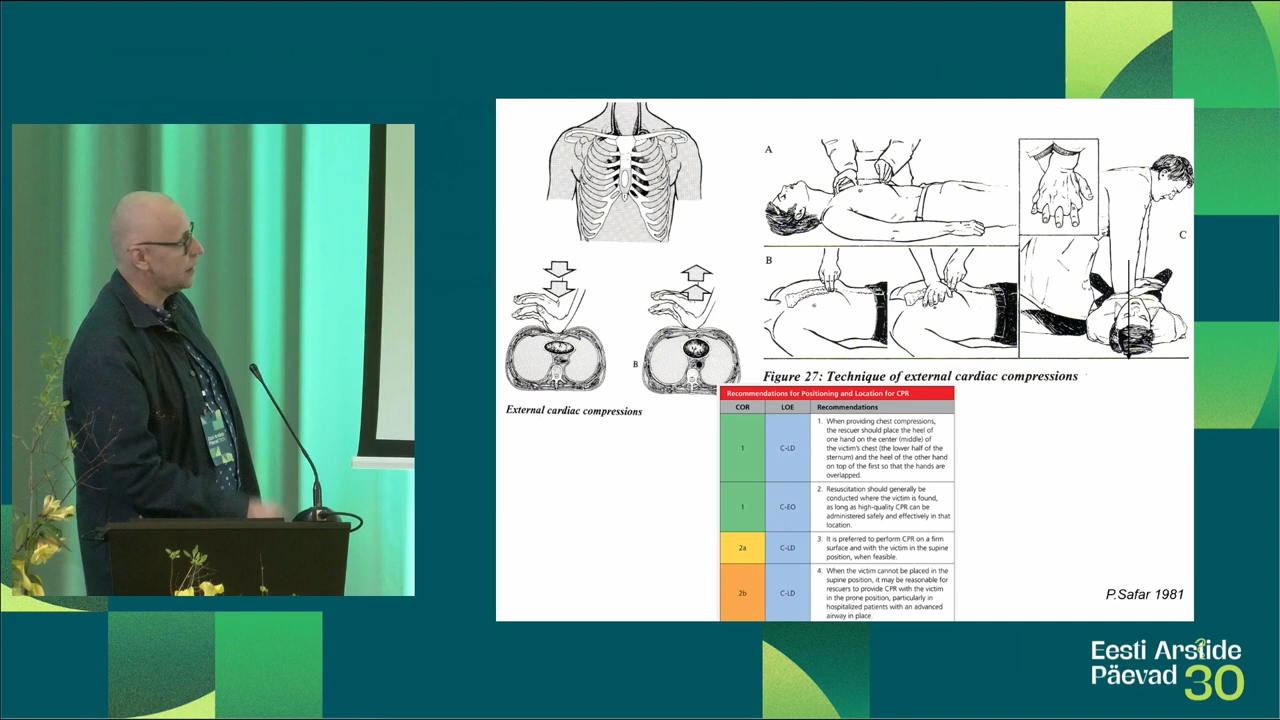 A
B
C
B
External cardiac compressions
Figure 27: Technique of external cardiac compressions
Recommendations for Positioning and Location for CPR
COR LOE Recommendations
1 C-LD 1. When providing chest compressions,
the rescuer should place the heel of
one hand on the center (middle) of
the victim's chest (the lower half of the
sternum) and the heel of the other hand
on top of the first so that the hands are
overlapped.
1 C-EO 2. Resuscitation should generally be
conducted where the victim is found,
as long as high-quality CPR can be
administered safely and effectively in that
location.
2a C-LD 3. It is preferred to perform CPR on a firm
surface and with the victim in the supine
position, when feasible.
2b C-LD 4. When the victim cannot be placed in the
supine position, it may be reasonable for
rescuers to provide CPR with the victim
in the prone position, particularly in
hospitalized patients with an advanced
airway in place.
P.Safar 1981
Eesti Arstide
Päevad 30